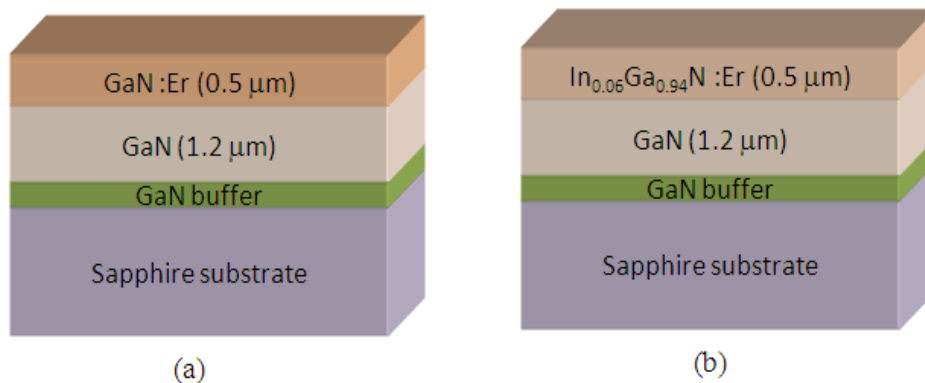 GaN :Er (0.5 μm)
GaN (1.2 μm)
GaN buffer
Sapphire substrate
(a)
In₀.₀₆Ga₀.₉₄N :Er (0.5 μm)
GaN (1.2 μm)
GaN buffer
Sapphire substrate
(b)